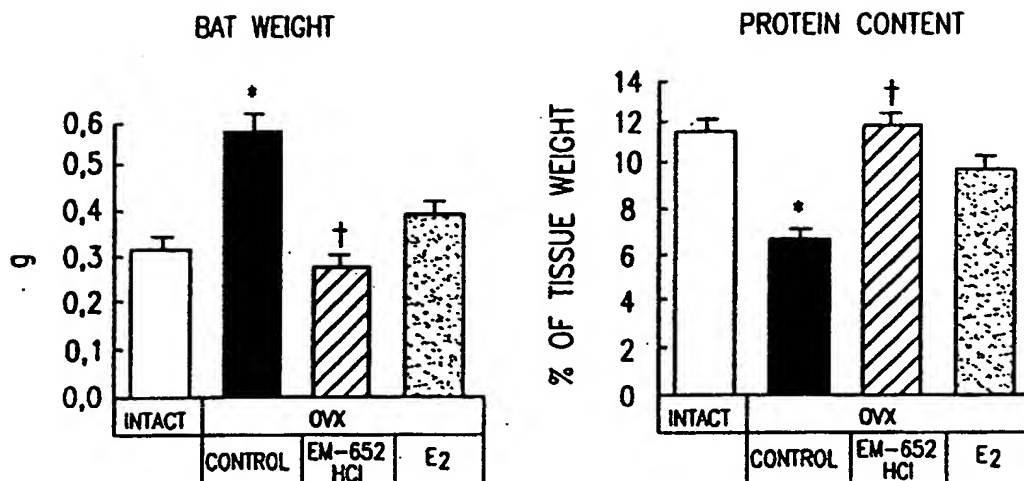 BAT WEIGHT
g
0,6
0,5
0,4
0,3
0,2
0,1
0,0
*
†
INTACT
OVX
CONTROL
EM-652
HCl
E2
PROTEIN CONTENT
% OF TISSUE WEIGHT
14
12
10
8
6
4
2
0
*
†
INTACT
OVX
CONTROL
EM-652
HCl
E2